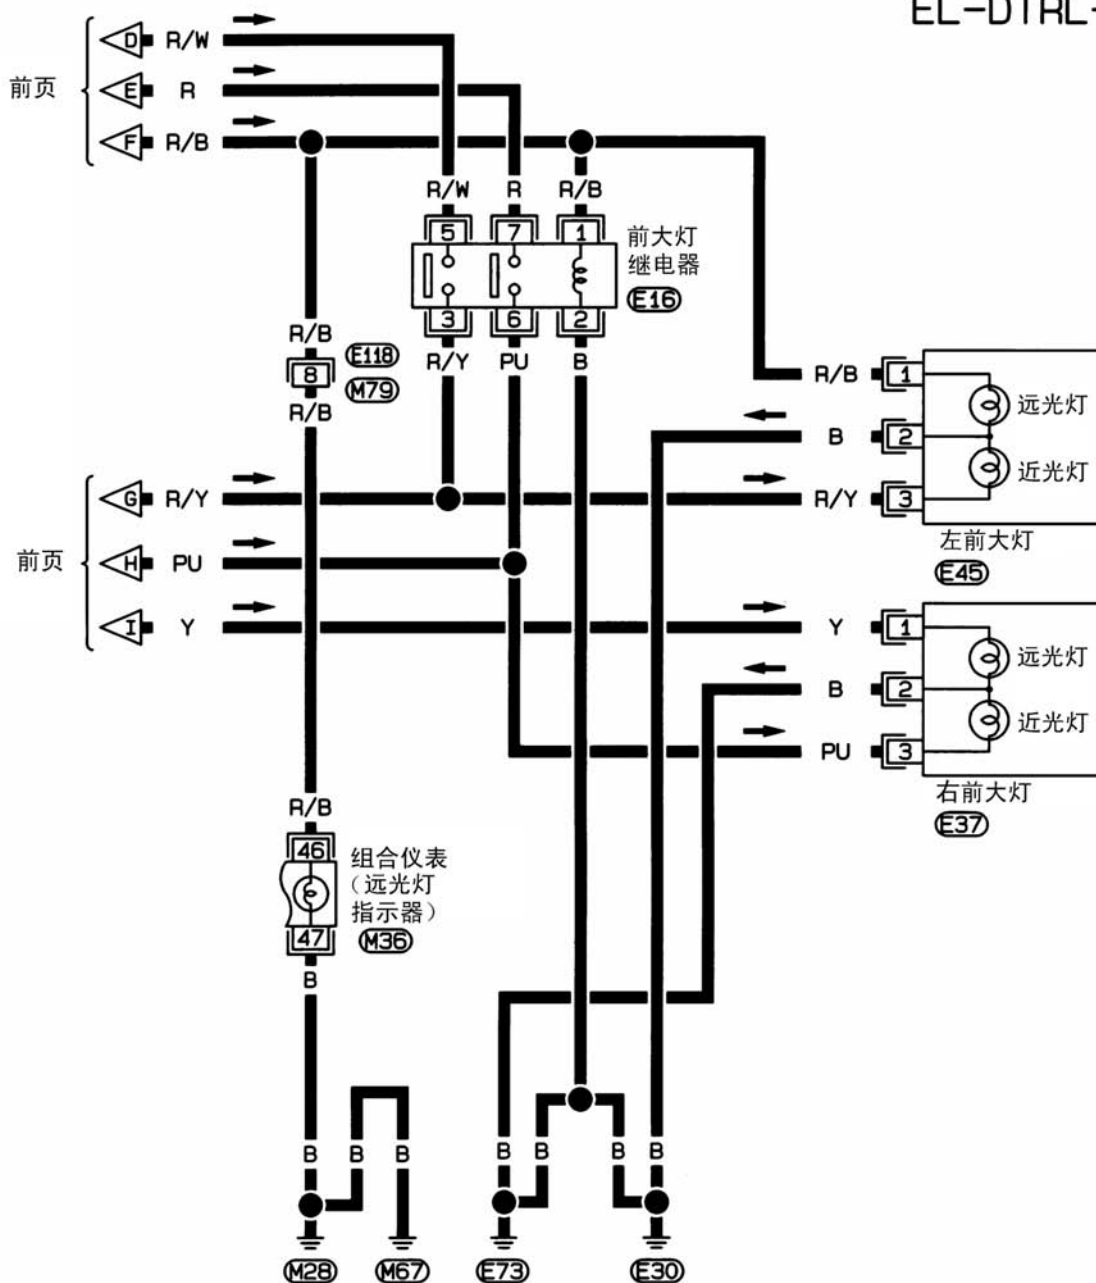 EL-DTRL-
D R/W
前页 E R
F R/B
R/W R R/B
5 7 1
前大灯
继电器
E16
3 6 2
R/Y PU B
R/B
8
E118
M79
R/B
R/B 1
远光灯
B 2
近光灯
R/Y 3
左前大灯
E45
G R/Y
前页 H PU
I Y
Y 1
远光灯
B 2
近光灯
PU 3
右前大灯
E37
R/B
46
组合仪表
（远光灯
指示器）
47
M36
B
B B B B B B B
M28 M67 E73 E30